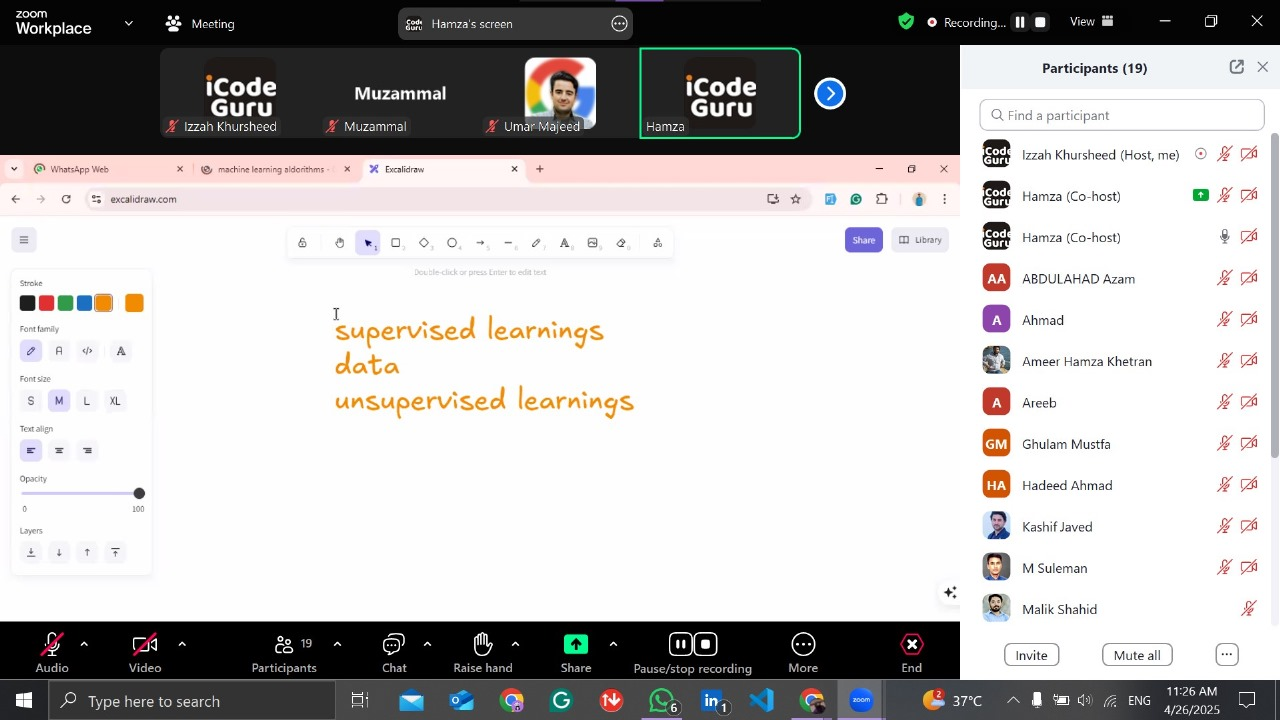 zoom
Workplace
Meeting
Hamza's screen
Recording...
View
iCode
Guru
Izzah Khursheed
Muzammal
Muzammal
Umar Majeed
iCode
Guru
Hamza
Participants (19)
Find a participant
Izzah Khursheed (Host, me)
Hamza (Co-host)
Hamza (Co-host)
AA ABDULAHAD Azam
A Ahmad
Ameer Hamza Khetran
A Areeb
GM Ghulam Mustfa
HA Hadeed Ahmad
Kashif Javed
M Suleman
Malik Shahid
Invite
Mute all
WhatsApp Web
machine learning aldorithms -
Excalidraw
excalidraw.com
Share
Library
Double-click or press Enter to edit text
Stroke
Font family
Font size
S M L XL
Text align
Opacity
0 100
Layers
supervised learnings
data
unsupervised learnings
Audio
Video
19
Participants
Chat
Raise hand
Share
Pause/stop recording
More
End
Type here to search
6
1
2
37°C
ENG
11:26 AM
4/26/2025